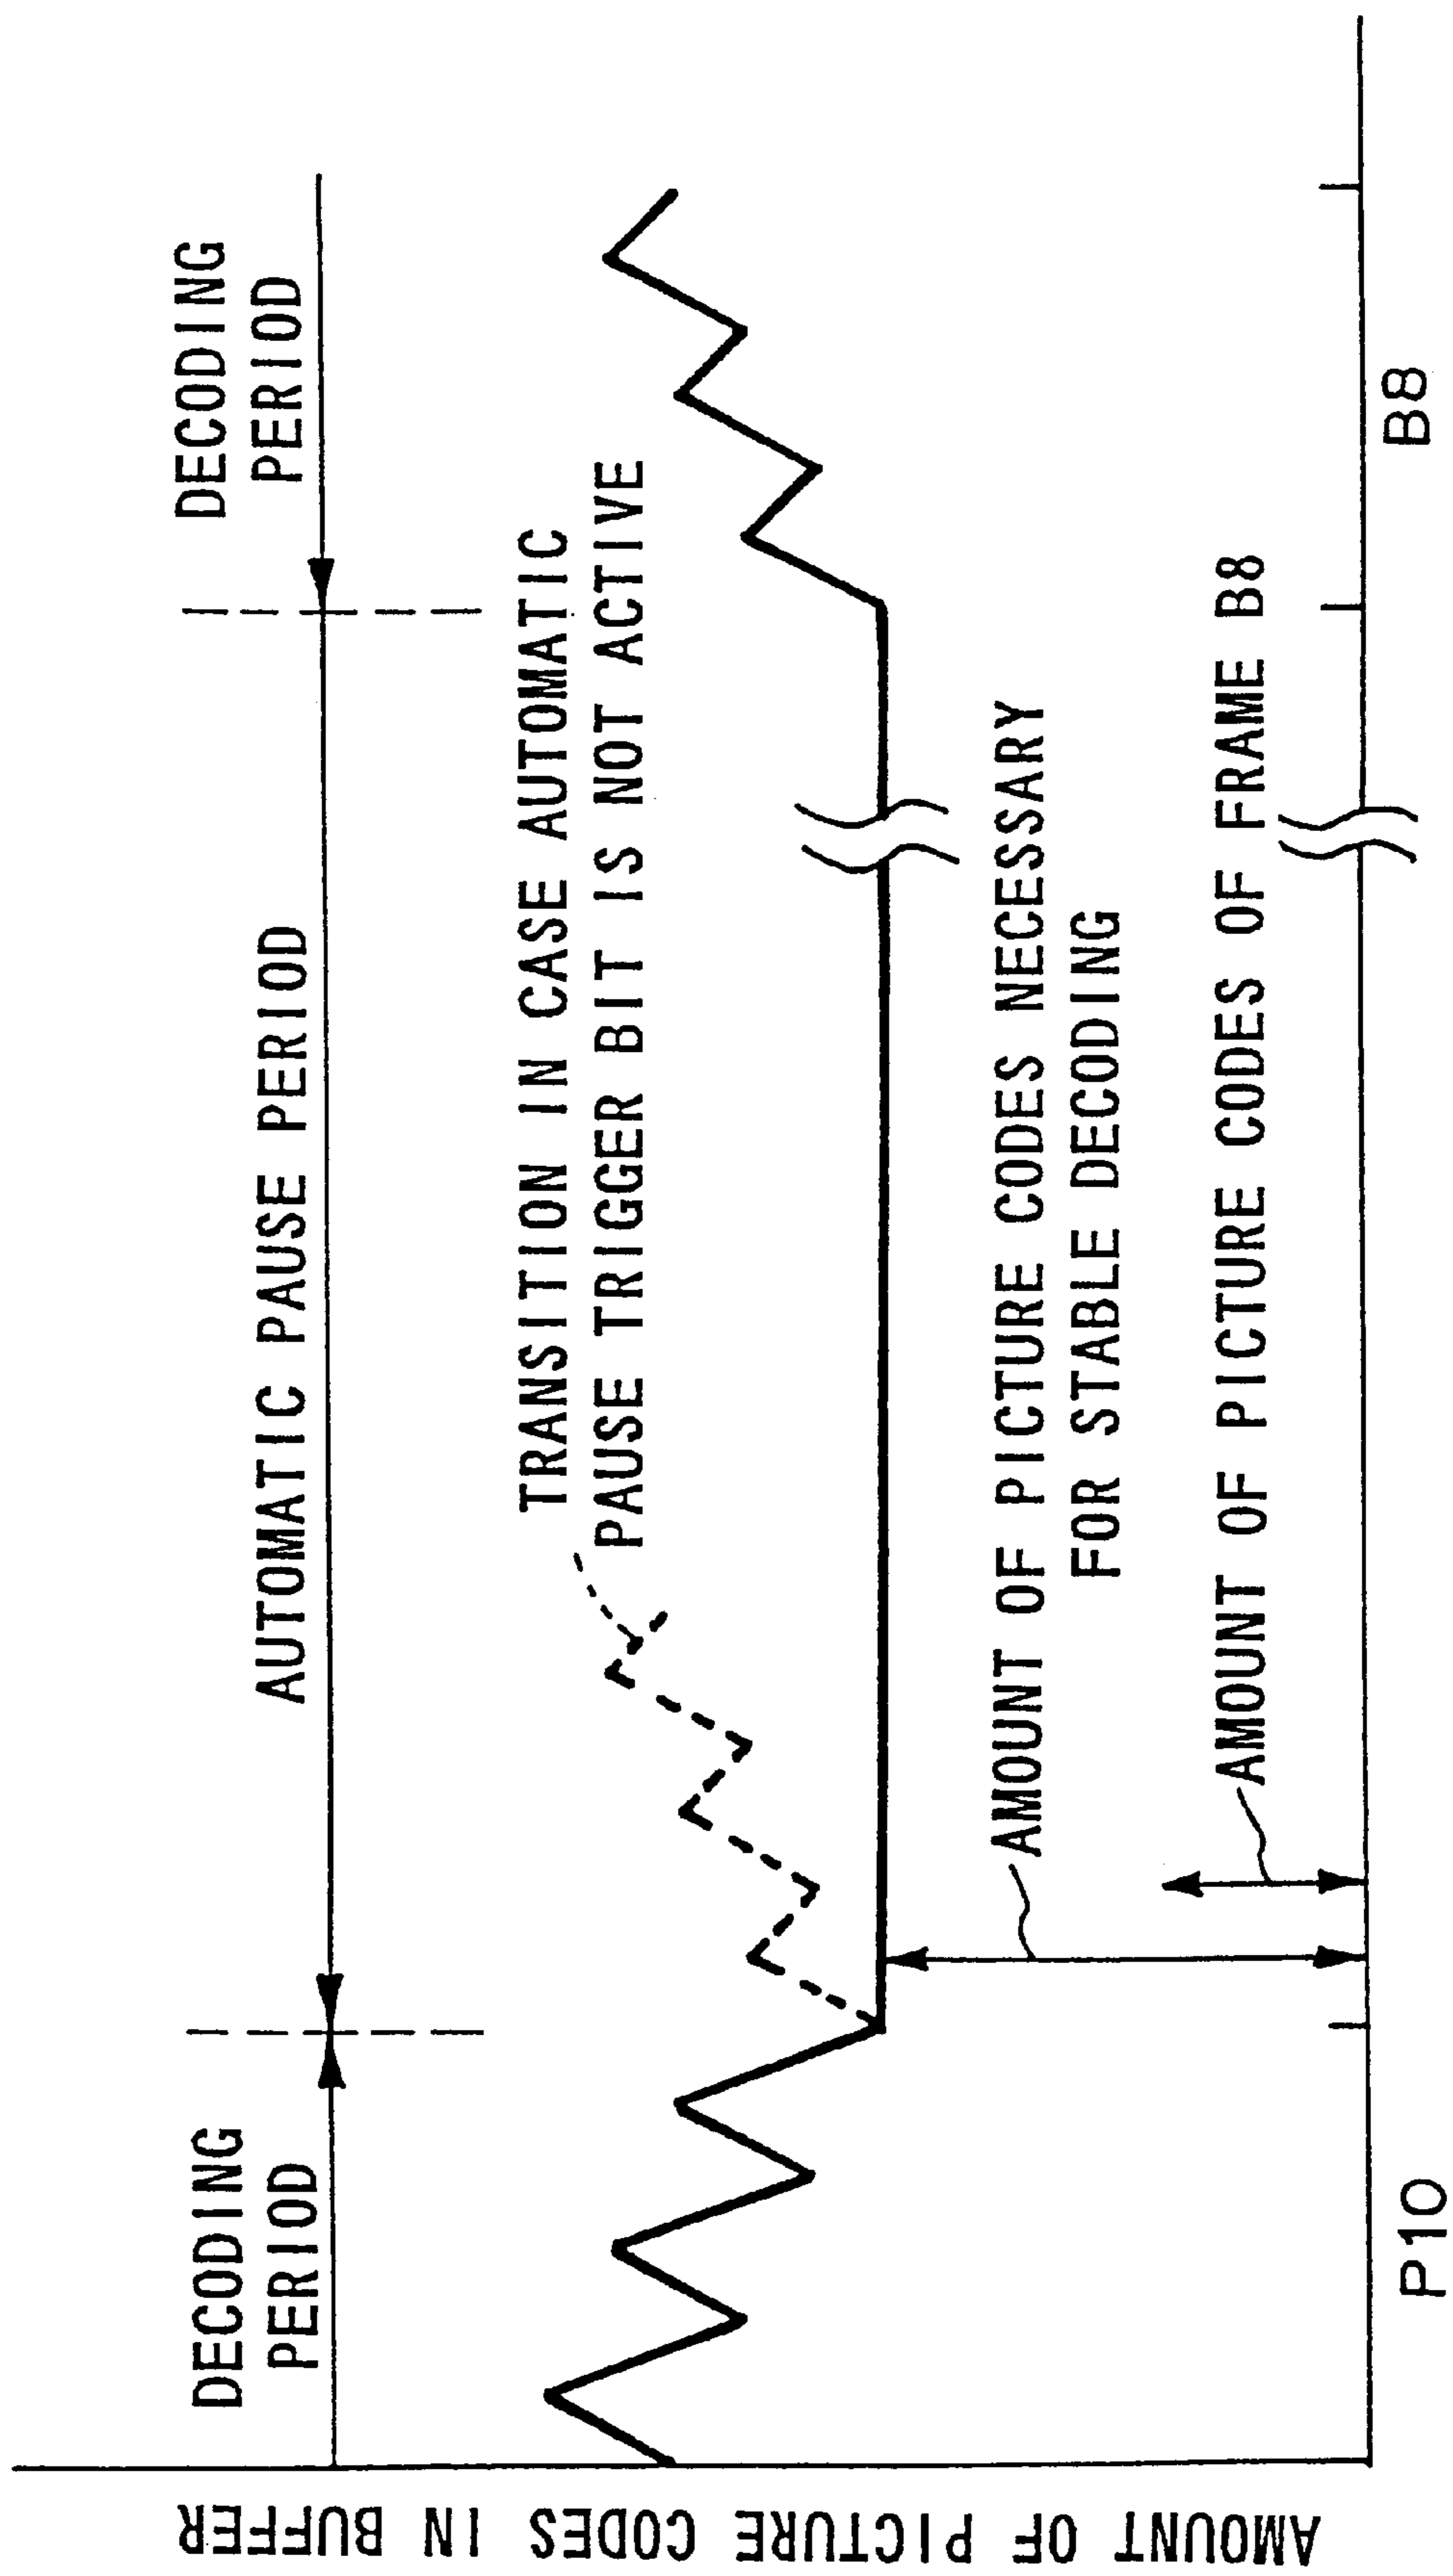 AMOUNT OF PICTURE CODES IN BUFFER
DECODING
PERIOD
AUTOMATIC PAUSE PERIOD
DECODING
PERIOD
TRANSITION IN CASE AUTOMATIC
PAUSE TRIGGER BIT IS NOT ACTIVE
AMOUNT OF PICTURE CODES NECESSARY
FOR STABLE DECODING
AMOUNT OF PICTURE CODES OF FRAME B8
P10
B8